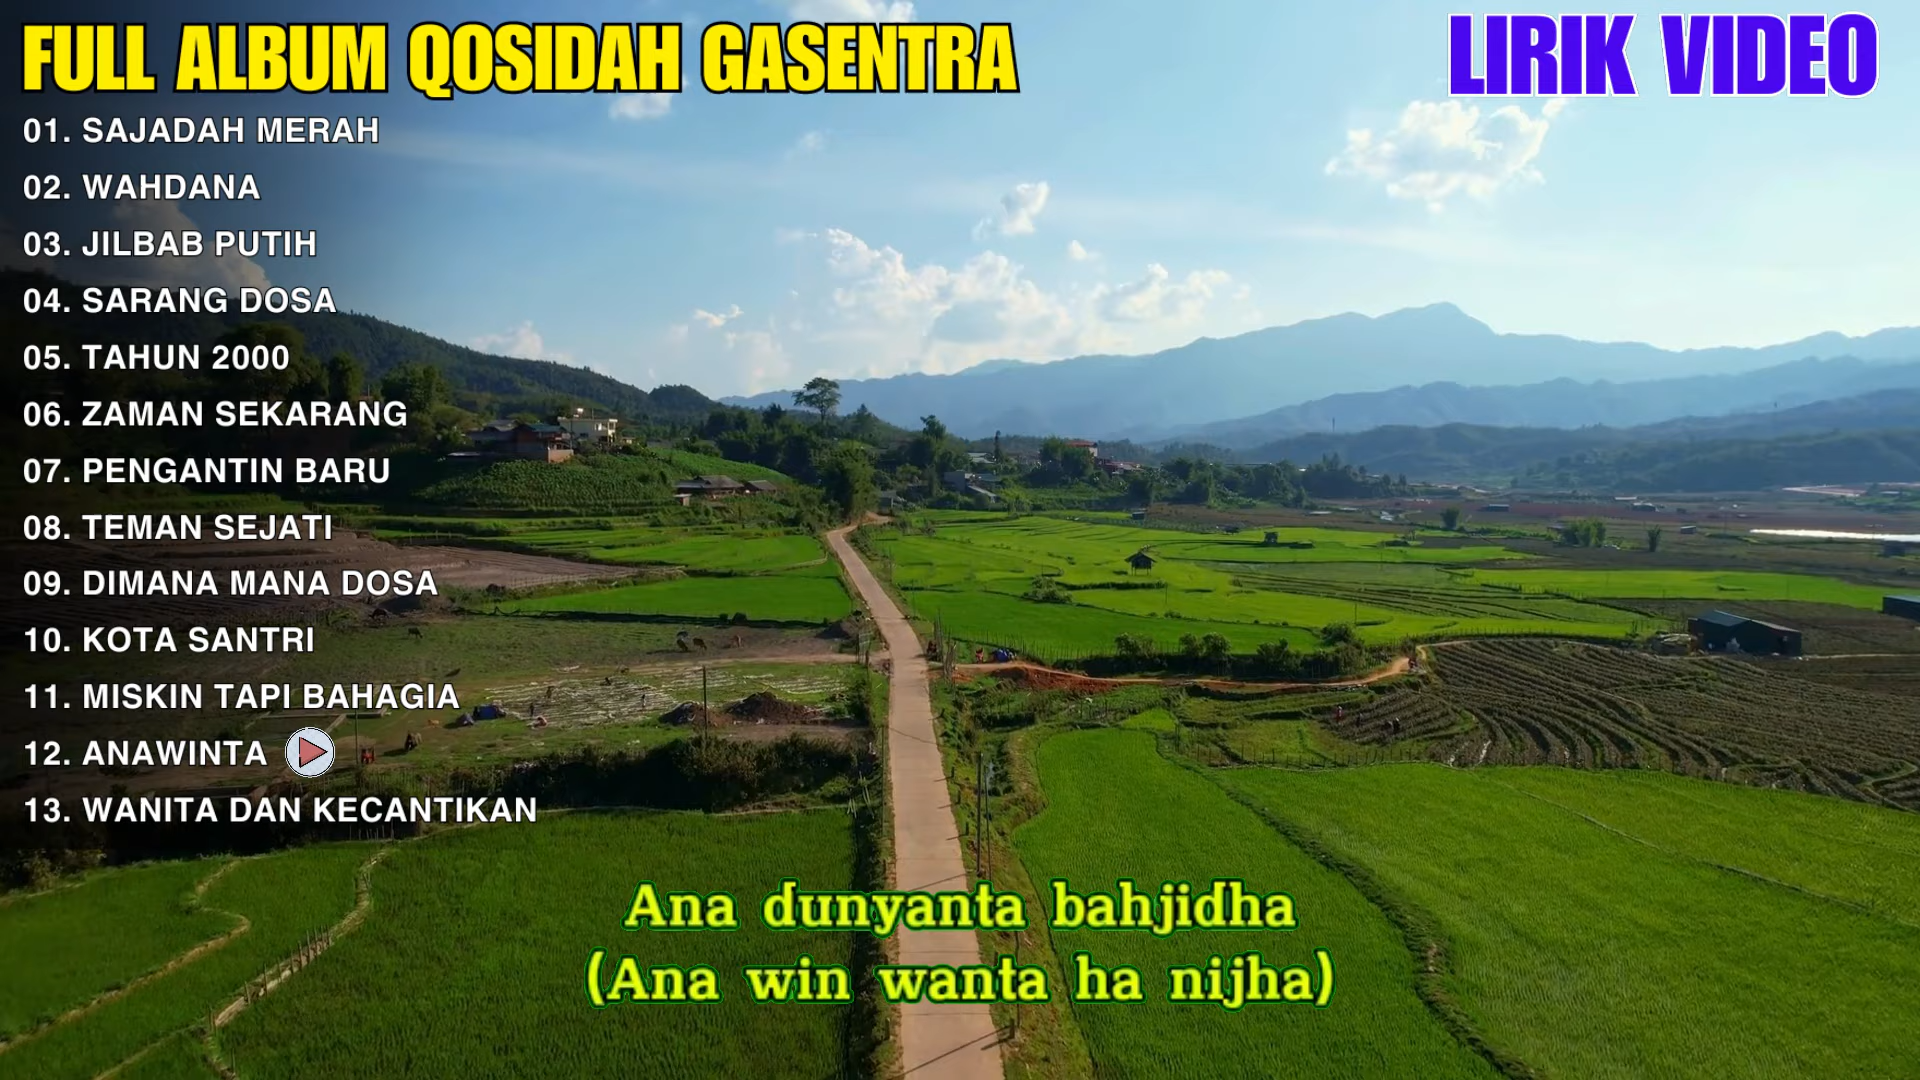 FULL ALBUM QOSIDAH GASENTRA
LIRIK VIDEO
01. SAJADAH MERAH
02. WAHDANA
03. JILBAB PUTIH
04. SARANG DOSA
05. TAHUN 2000
06. ZAMAN SEKARANG
07. PENGANTIN BARU
08. TEMAN SEJATI
09. DIMANA MANA DOSA
10. KOTA SANTRI
11. MISKIN TAPI BAHAGIA
12. ANAWINTA
13. WANITA DAN KECANTIKAN
Ana dunyanta bahjidha
(Ana win wanta ha nijha)